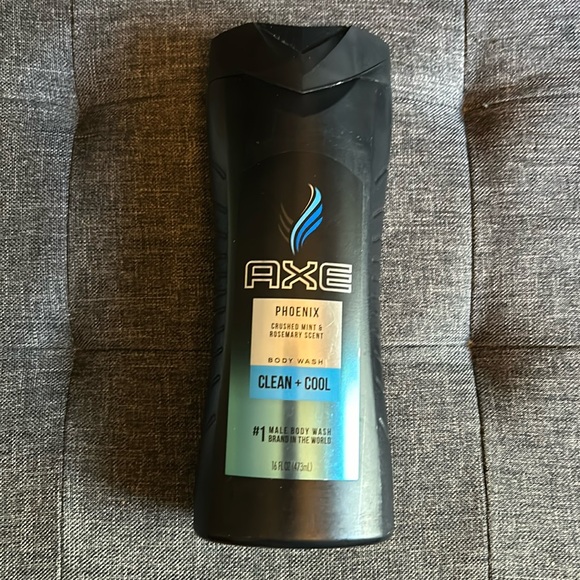 AXE
PHOENIX
CRUSHED MINT &
ROSEMARY SCENT
BODY WASH
CLEAN + COOL
#1 MALE BODY WASH
BRAND IN THE WORLD
16 FL OZ (473mL)